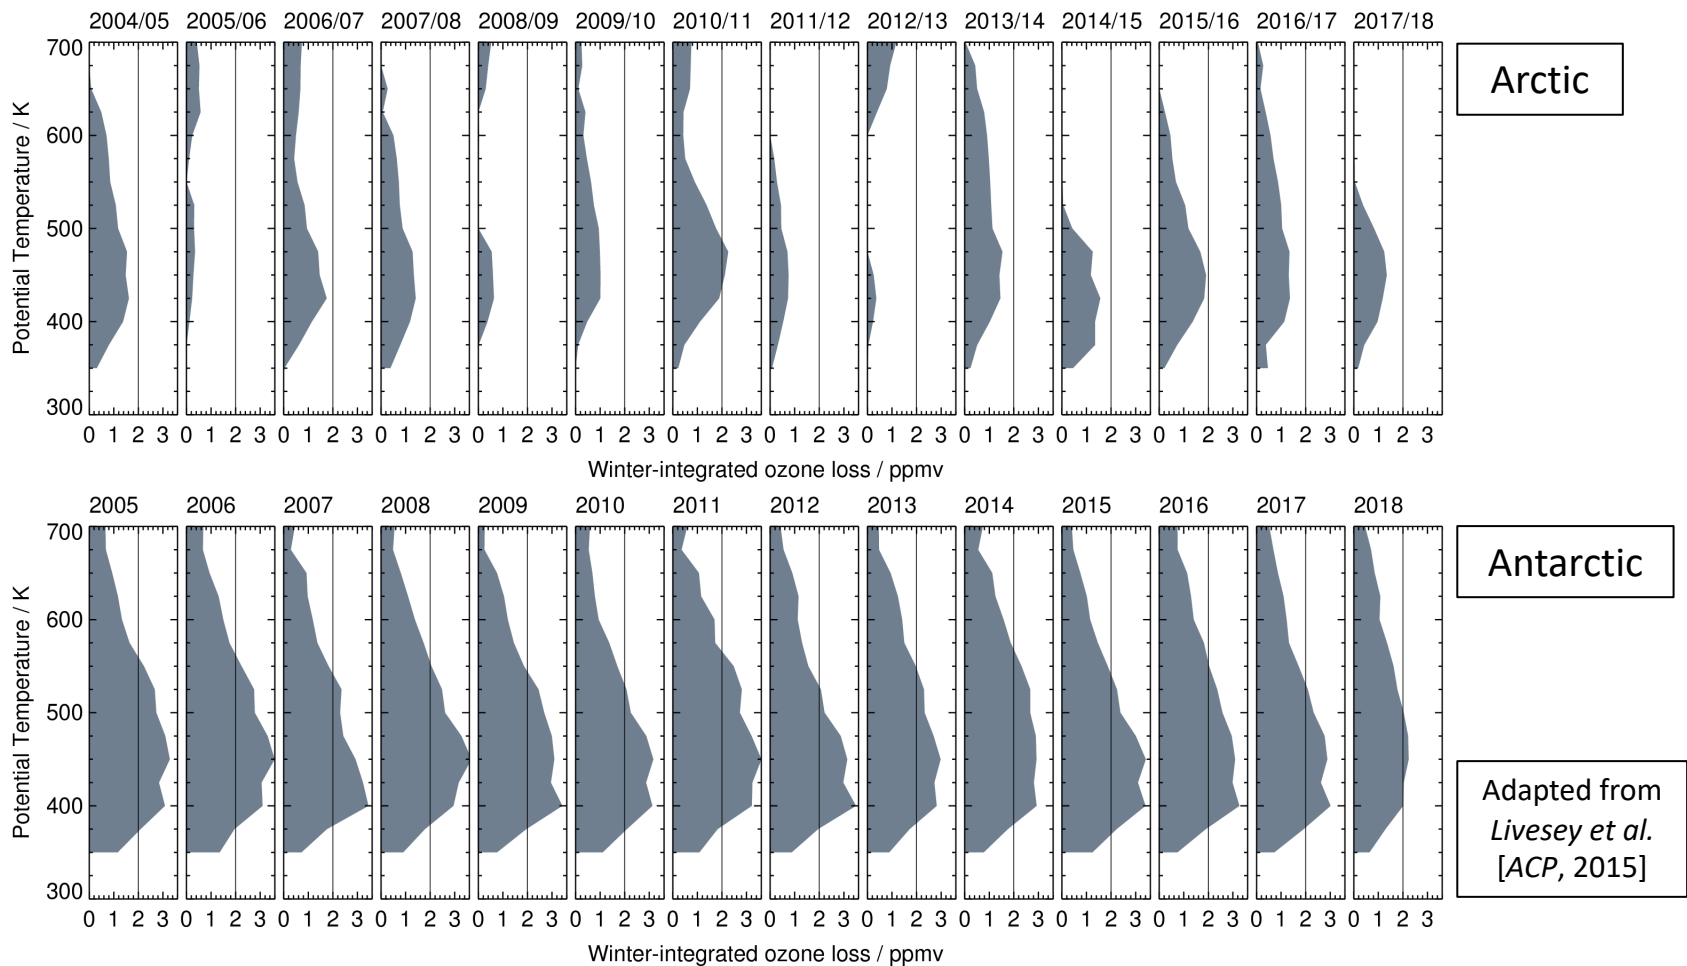 2004/05 2005/06 2006/07 2007/08 2008/09 2009/10 2010/11 2011/12 2012/13 2013/14 2014/15 2015/16 2016/17 2017/18
Arctic
Potential Temperature / K
700
600
500
400
300
0 1 2 3 0 1 2 3 0 1 2 3 0 1 2 3 0 1 2 3 0 1 2 3 0 1 2 3 0 1 2 3 0 1 2 3 0 1 2 3 0 1 2 3 0 1 2 3 0 1 2 3 0 1 2 3
Winter-integrated ozone loss / ppmv
2005 2006 2007 2008 2009 2010 2011 2012 2013 2014 2015 2016 2017 2018
Antarctic
Potential Temperature / K
700
600
500
400
300
Adapted from
Livesey et al.
[ACP, 2015]
0 1 2 3 0 1 2 3 0 1 2 3 0 1 2 3 0 1 2 3 0 1 2 3 0 1 2 3 0 1 2 3 0 1 2 3 0 1 2 3 0 1 2 3 0 1 2 3 0 1 2 3 0 1 2 3
Winter-integrated ozone loss / ppmv